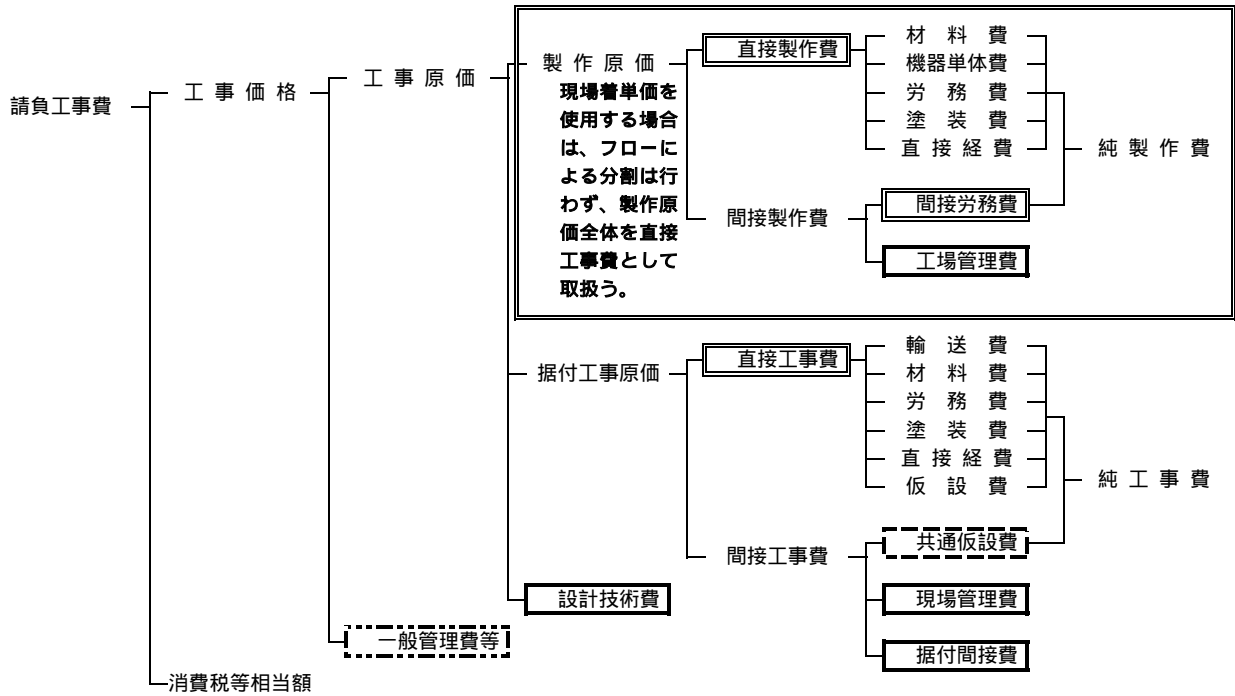 請負工事費
工事価格
工事原価
製作原価
現場着単価を
使用する場合
は、フローに
よる分割は行
わず、製作原
価全体を直接
工事費として
取扱う。
直接製作費
材料費
機器単体費
労務費
塗装費
直接経費
純製作費
間接製作費
間接労務費
工場管理費
据付工事原価
直接工事費
輸送費
材料費
労務費
塗装費
直接経費
仮設費
純工事費
間接工事費
共通仮設費
現場管理費
据付間接費
設計技術費
一般管理費等
消費税等相当額